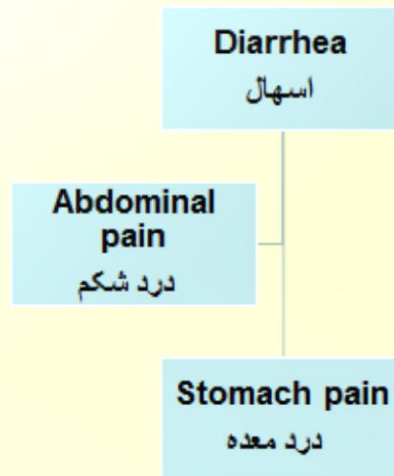 Diarrhea
اسهال
Abdominal
pain
درد شکم
Stomach pain
درد معده